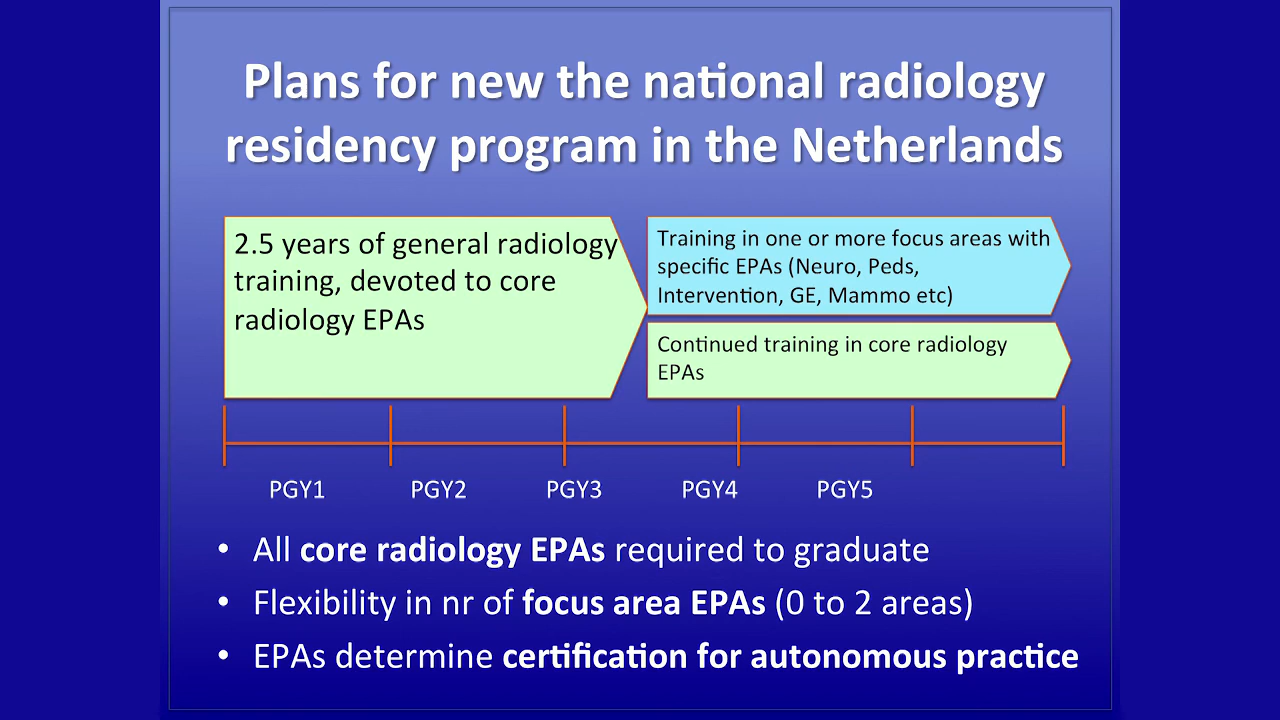 Plans for new the national radiology
residency program in the Netherlands
2.5 years of general radiology
training, devoted to core
radiology EPAs
Training in one or more focus areas with
specific EPAs (Neuro, Peds,
Intervention, GE, Mammo etc)
Continued training in core radiology
EPAs
PGY1 PGY2 PGY3 PGY4 PGY5
• All core radiology EPAs required to graduate
• Flexibility in nr of focus area EPAs (0 to 2 areas)
• EPAs determine certification for autonomous practice